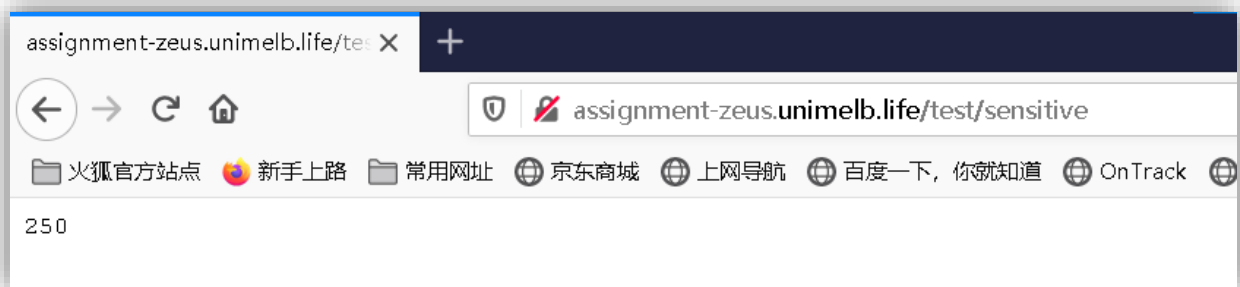 assignment-zeus.unimelb.life/tes
assignment-zeus.unimelb.life/test/sensitive
火狐官方站点 新手上路 常用网址 京东商城 上网导航 百度一下，你就知道 OnTrack
250